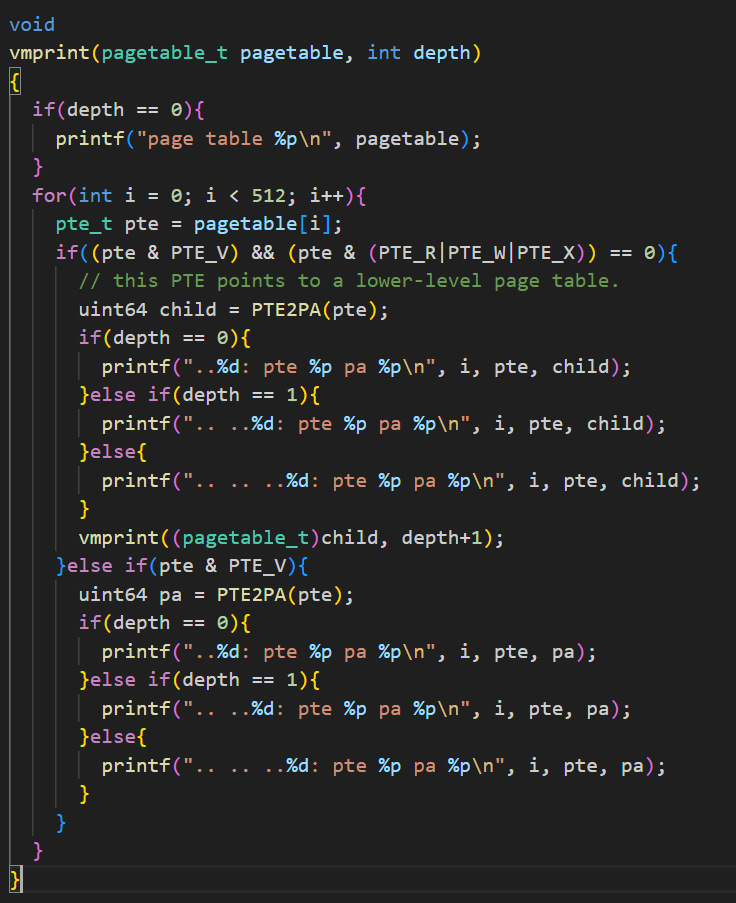 void
vmprint(pagetable_t pagetable, int depth)
{
  if(depth == 0){
    printf("page table %p\n", pagetable);
  }
  for(int i = 0; i < 512; i++){
    pte_t pte = pagetable[i];
    if((pte & PTE_V) && (pte & (PTE_R|PTE_W|PTE_X)) == 0){
      // this PTE points to a lower-level page table.
      uint64 child = PTE2PA(pte);
      if(depth == 0){
        printf("..%d: pte %p pa %p\n", i, pte, child);
      }else if(depth == 1){
        printf(".. ..%d: pte %p pa %p\n", i, pte, child);
      }else{
        printf(".. .. ..%d: pte %p pa %p\n", i, pte, child);
      }
      vmprint((pagetable_t)child, depth+1);
    }else if(pte & PTE_V){
      uint64 pa = PTE2PA(pte);
      if(depth == 0){
        printf("..%d: pte %p pa %p\n", i, pte, pa);
      }else if(depth == 1){
        printf(".. ..%d: pte %p pa %p\n", i, pte, pa);
      }else{
        printf(".. .. ..%d: pte %p pa %p\n", i, pte, pa);
      }
    }
  }
}